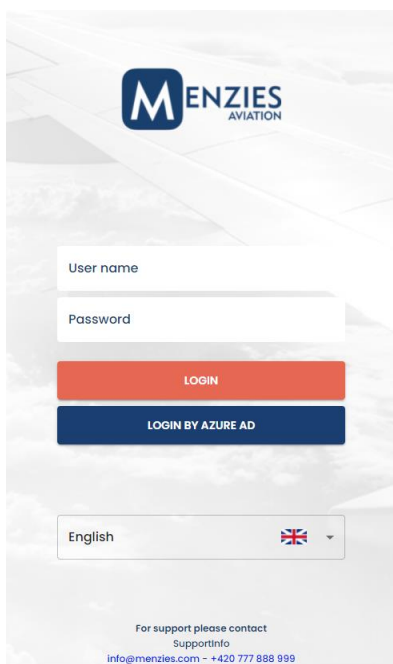 MENZIES
AVIATION
User name
Password
LOGIN
LOGIN BY AZURE AD
English
For support please contact
SupportInfo
info@menzies.com - +420 777 888 999